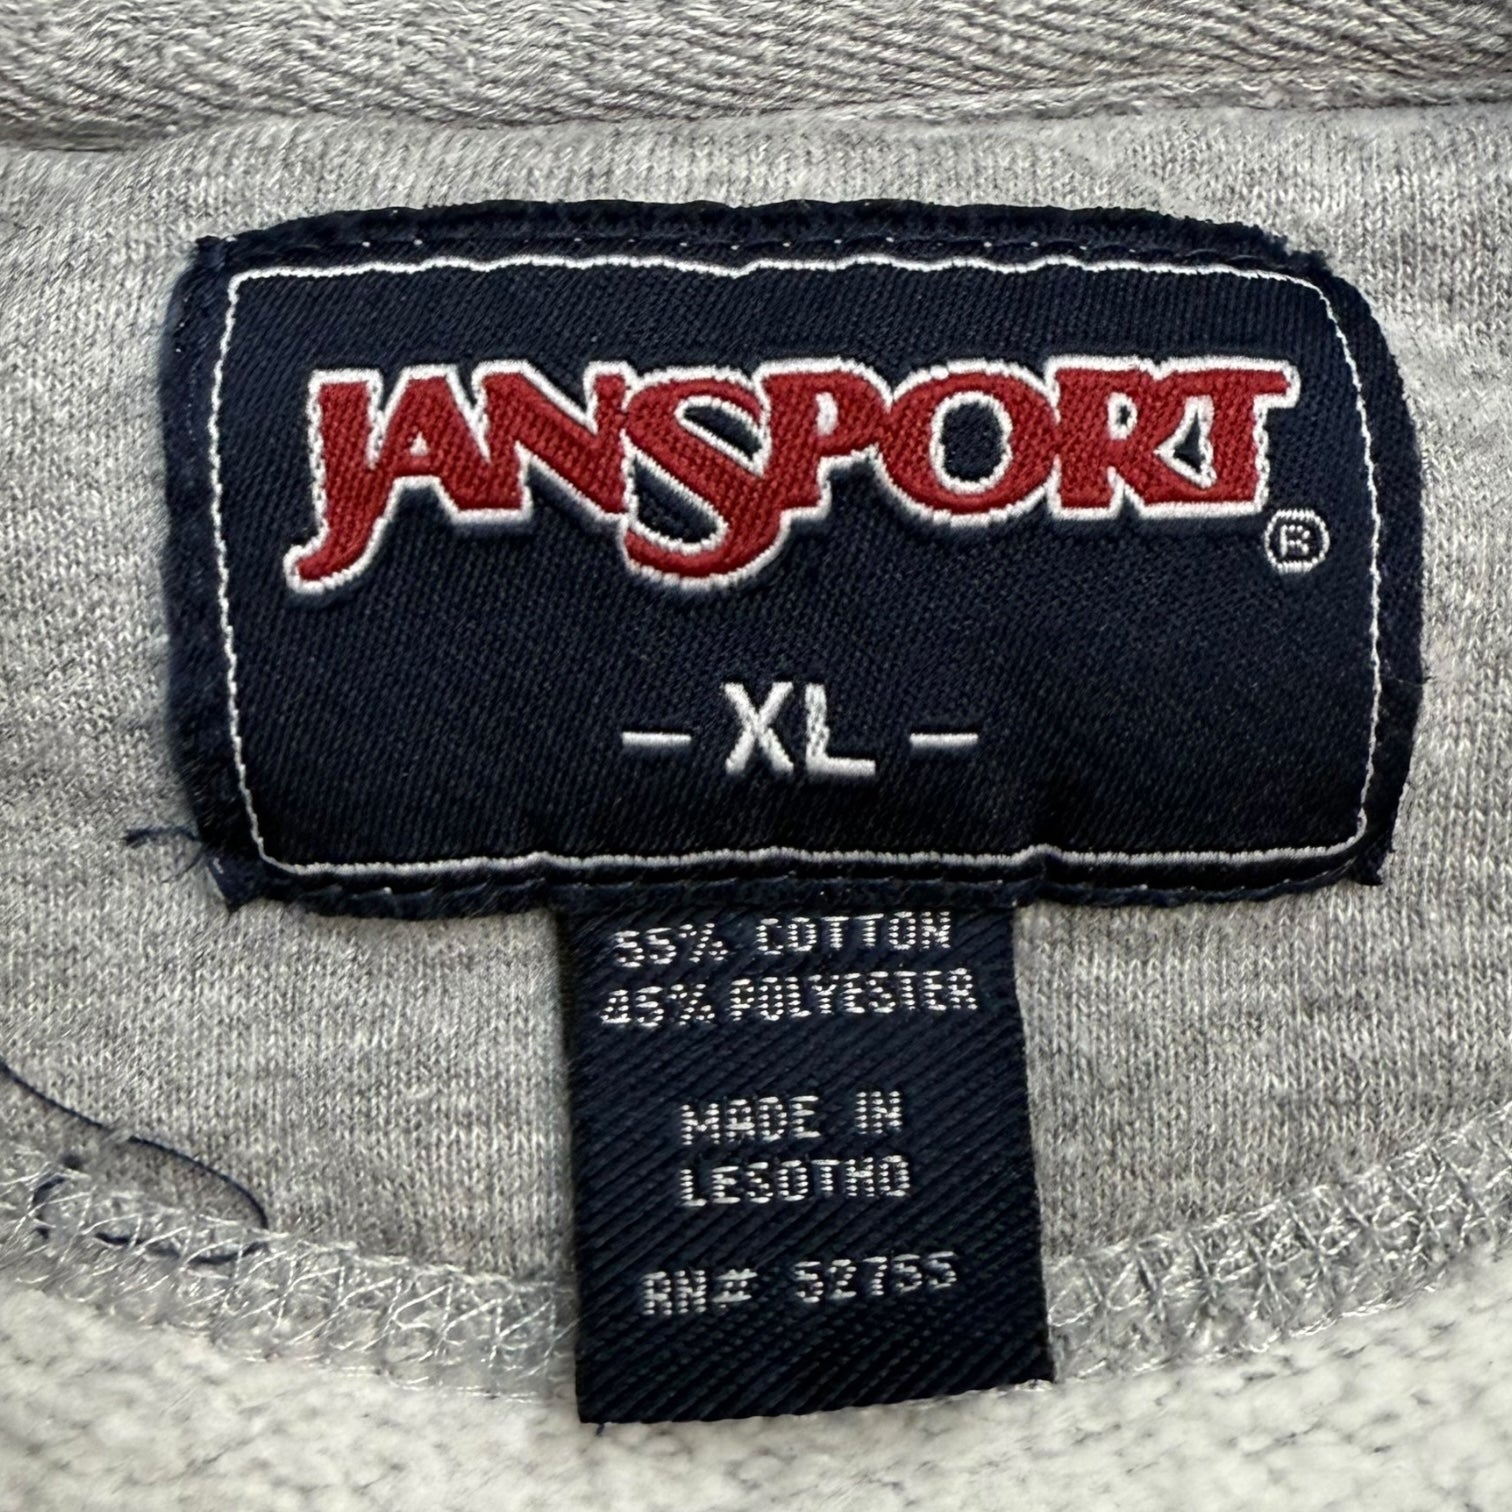 JANSPORT®
- XL -
55% COTTON
45% POLYESTER
MADE IN
LESOTHO
RN# 52755